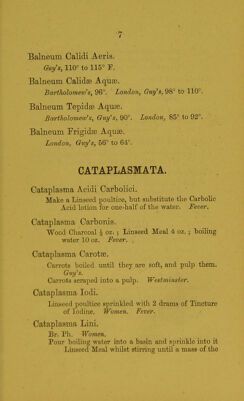 7
Balneum Calidi Aeris.
Guy's, 110° to 115° F.
Balneum Calidæ Aquæ.
Bartholomew's, 96°. London, Guy's, 98° to 110°.
Balneum Tepidæ Aquæ.
Bartholomew's, Guy's, 90°. London, 85° to 92°.
Balneum Frigidæ Aquæ.
London, Guy's, 56° to 64°.
CATAPLASMATA.
Cataplasma Acidi Carbolici.
Make a Linseed poultice, but substitute the Carbolic
Acid lotion for one-half of the water. Fever.
Cataplasma Carbonis.
Wood Charcoal ½ oz. ; Linseed Meal 4 oz. ; boiling
water 10 oz. Fever.
Cataplasma Carotæ.
Carrots boiled until they are soft, and pulp them.
Guy's.
Carrots scraped into a pulp. Westminster.
Cataplasma Iodi.
Linseed poultice sprinkled with 2 drams of Tincture
of Iodine. Women. Fever.
Cataplasma Lini.
Br. Ph. Women.
Pour boiling water into a basin and sprinkle into it
Linseed Meal whilst stirring until a mass of the